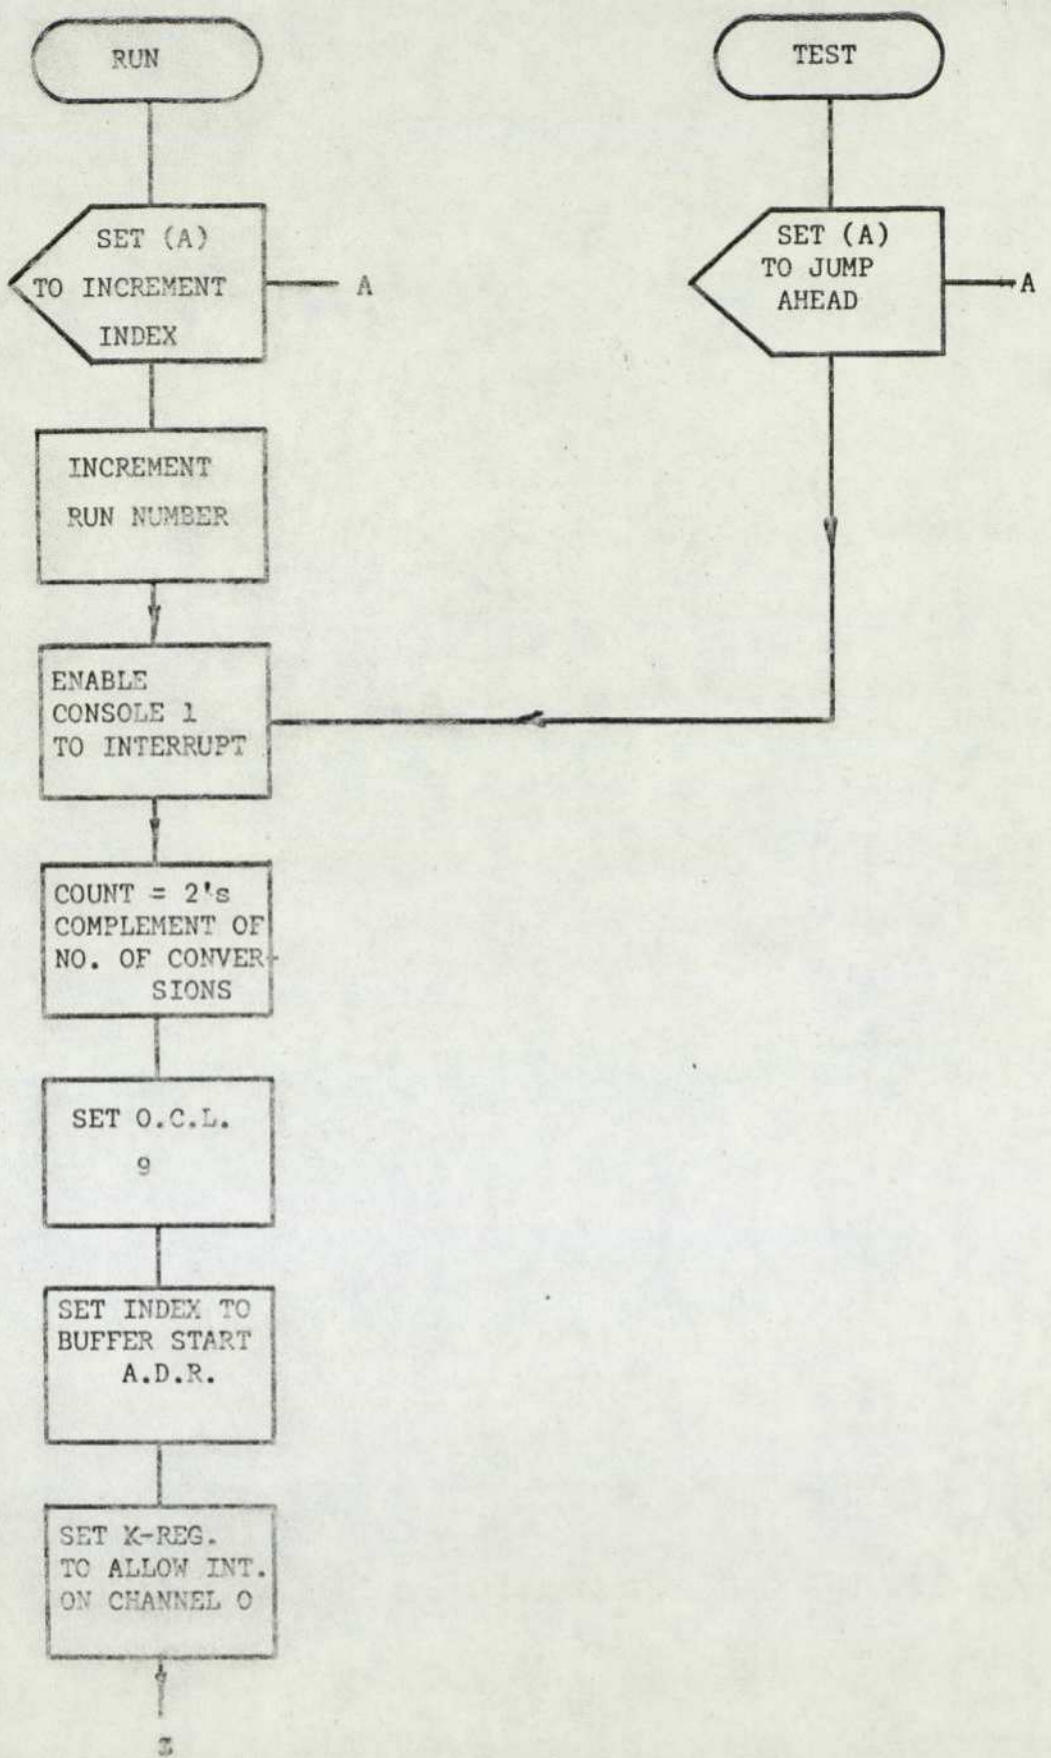 RUN
SET (A)
TO INCREMENT
INDEX
A
INCREMENT
RUN NUMBER
ENABLE
CONSOLE 1
TO INTERRUPT
COUNT = 2's
COMPLEMENT OF
NO. OF CONVER-
SIONS
SET O.C.L.
9
SET INDEX TO
BUFFER START
A.D.R.
SET K-REG.
TO ALLOW INT.
ON CHANNEL O
TEST
SET (A)
TO JUMP
AHEAD
A